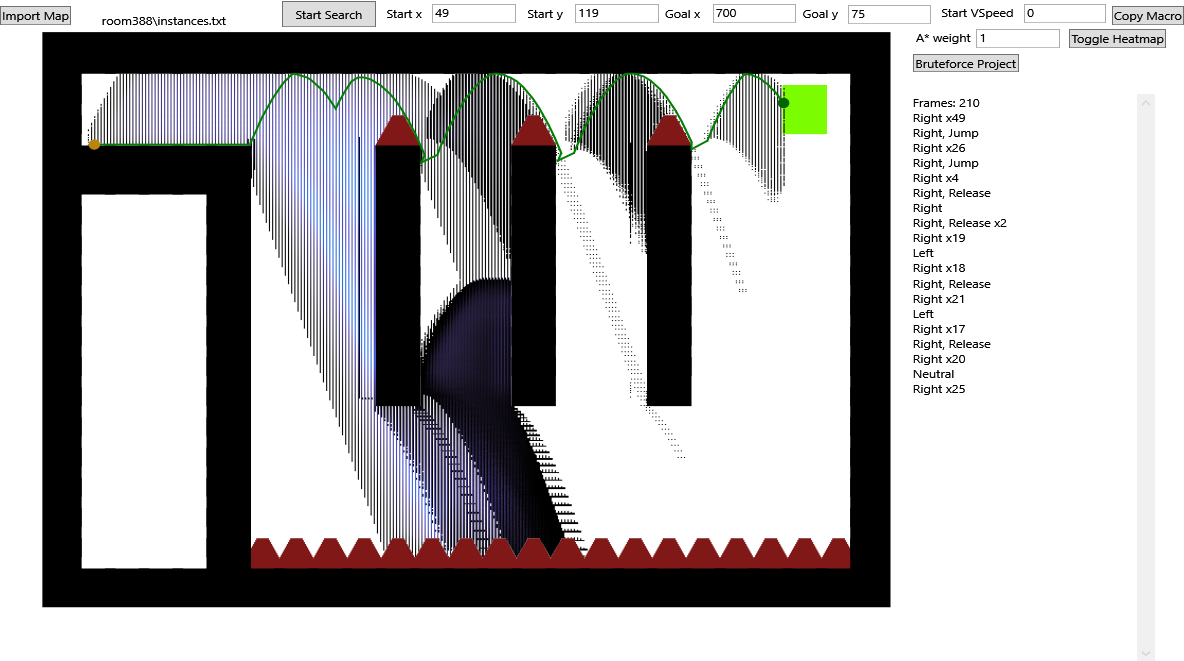 Import Map
room388\instances.txt
Start Search
Start x 49
Start y 119
Goal x 700
Goal y 75
Start VSpeed 0
Copy Macro
A* weight 1
Toggle Heatmap
Bruteforce Project
Frames: 210
Right x49
Right, Jump
Right x26
Right, Jump
Right x4
Right, Release
Right
Right, Release x2
Right x19
Left
Right x18
Right, Release
Right x21
Left
Right x17
Right, Release
Right x20
Neutral
Right x25